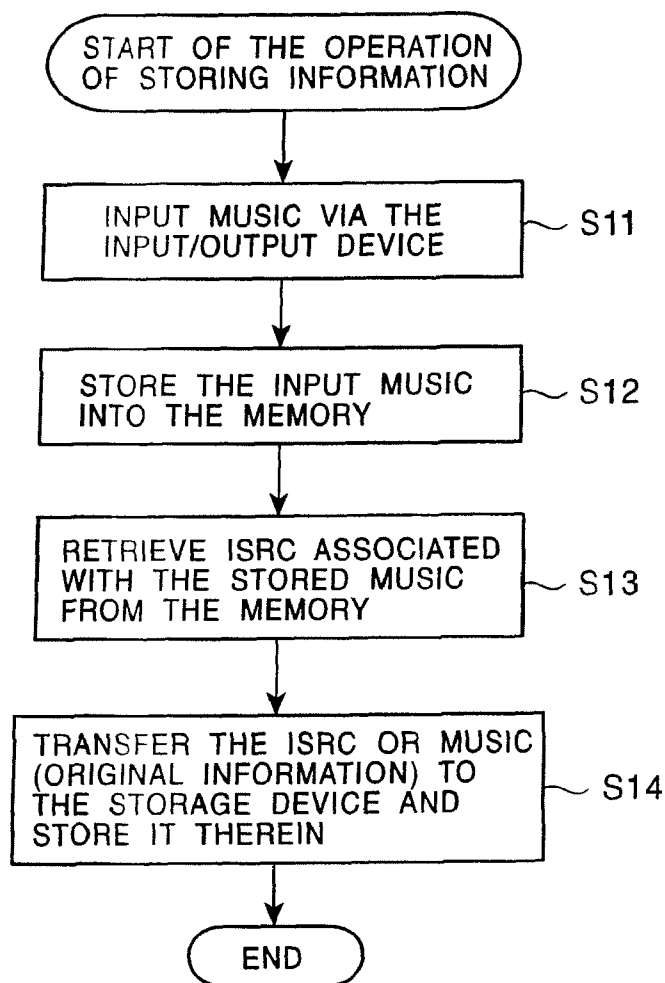 START OF THE OPERATION
OF STORING INFORMATION
INPUT MUSIC VIA THE
INPUT/OUTPUT DEVICE
S11
STORE THE INPUT MUSIC
INTO THE MEMORY
S12
RETRIEVE ISRC ASSOCIATED
WITH THE STORED MUSIC
FROM THE MEMORY
S13
TRANSFER THE ISRC OR MUSIC
(ORIGINAL INFORMATION) TO
THE STORAGE DEVICE AND
STORE IT THEREIN
S14
END